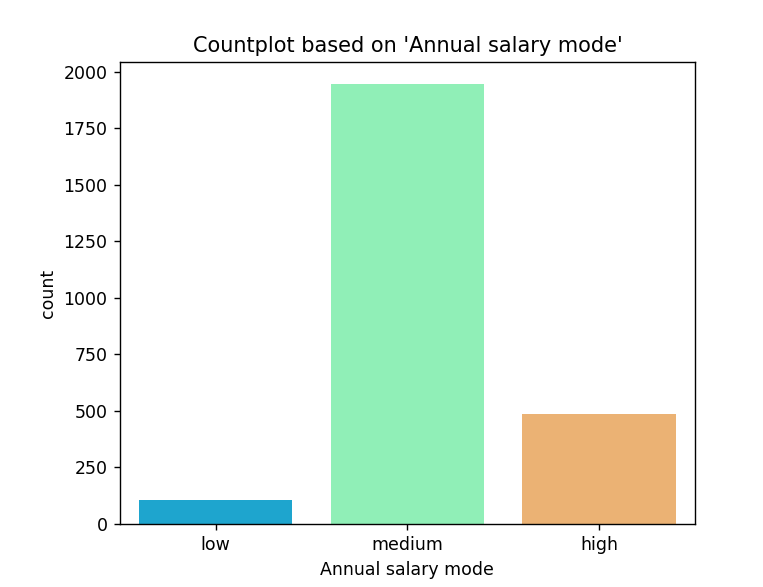 Countplot based on 'Annual salary mode'
2000
1750
1500
1250
1000
750
500
250
0
count
low medium high
Annual salary mode